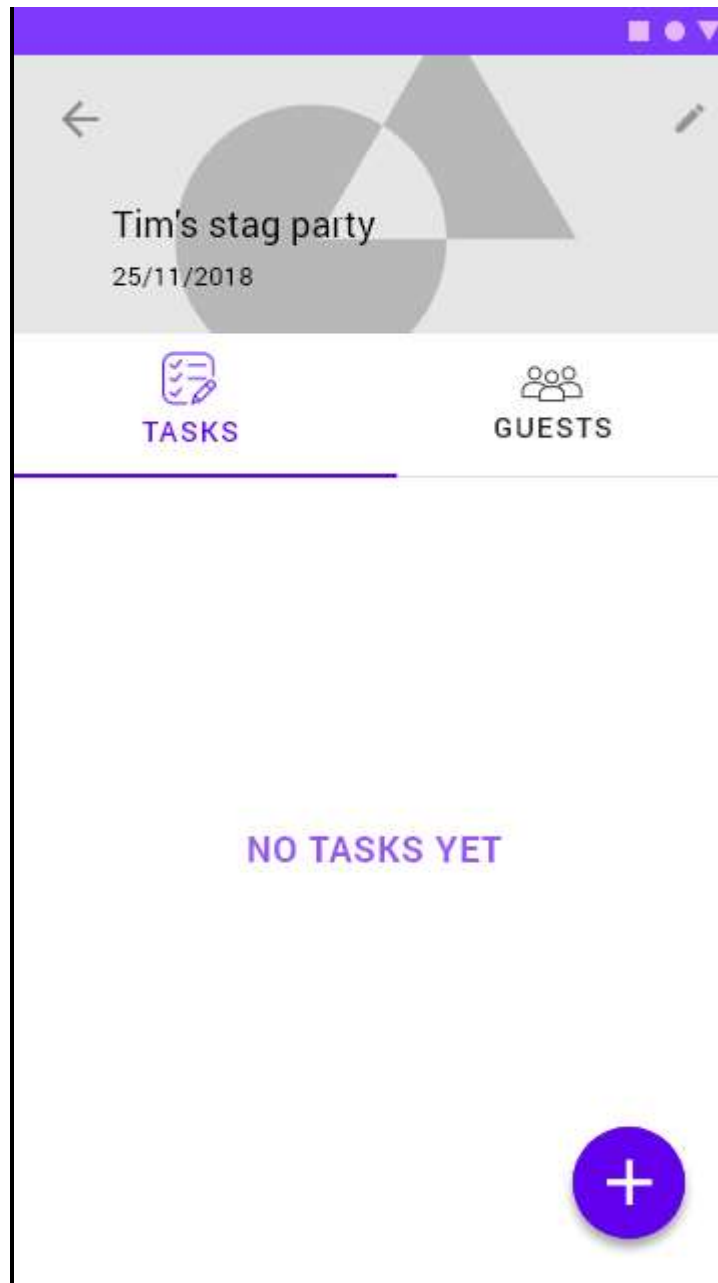 Tim's stag party
25/11/2018
TASKS
GUESTS
NO TASKS YET